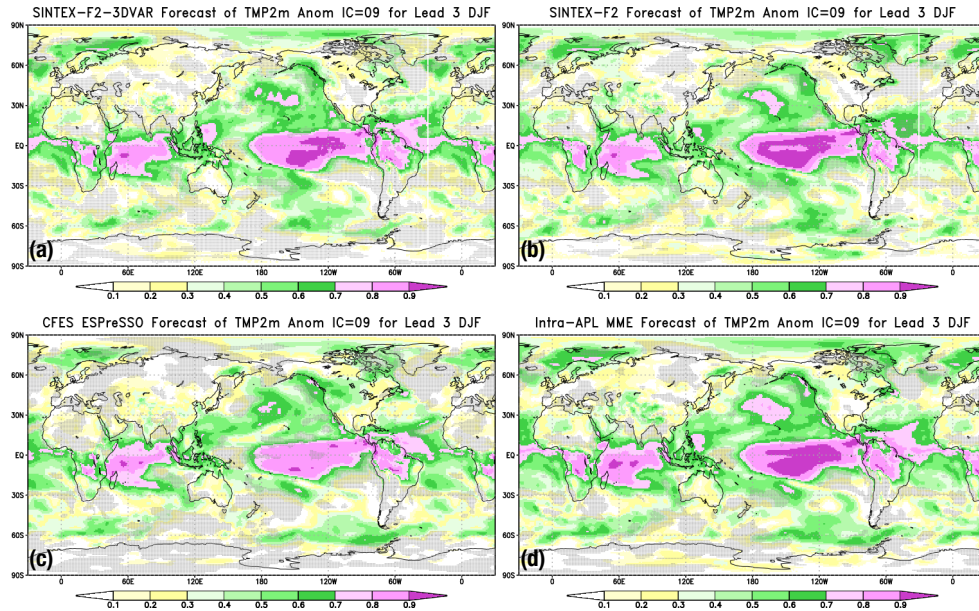 SINTEX-F2-3DVAR Forecast of TMP2m Anom IC=09 for Lead 3 DJF
90N
60N
30N
EQ
30S
60S
90S
(a)
0 60E 120E 180 120W 60W 0
0.1 0.2 0.3 0.4 0.5 0.6 0.7 0.8 0.9
SINTEX-F2 Forecast of TMP2m Anom IC=09 for Lead 3 DJF
90N
60N
30N
EQ
30S
60S
90S
(b)
0 60E 120E 180 120W 60W 0
0.1 0.2 0.3 0.4 0.5 0.6 0.7 0.8 0.9
CFES ESPreSSO Forecast of TMP2m Anom IC=09 for Lead 3 DJF
90N
60N
30N
EQ
30S
60S
90S
(c)
0 60E 120E 180 120W 60W 0
0.1 0.2 0.3 0.4 0.5 0.6 0.7 0.8 0.9
Intra-APL MME Forecast of TMP2m Anom IC=09 for Lead 3 DJF
90N
60N
30N
EQ
30S
60S
90S
(d)
0 60E 120E 180 120W 60W 0
0.1 0.2 0.3 0.4 0.5 0.6 0.7 0.8 0.9